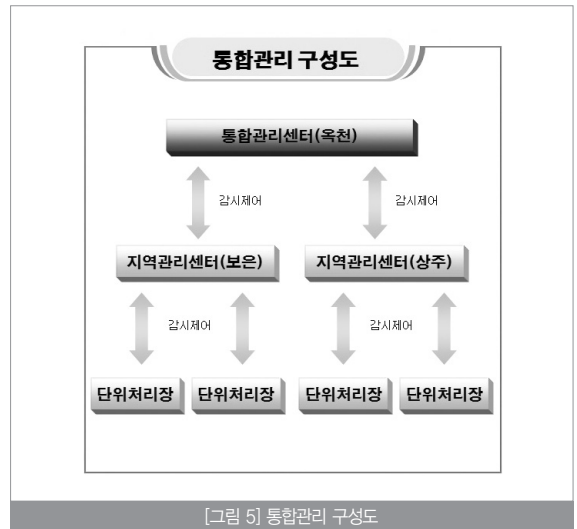 통합관리 구성도
통합관리센터(옥천)
감시제어 감시제어
지역관리센터(보은) 지역관리센터(상주)
감시제어 감시제어
단위처리장 단위처리장 단위처리장 단위처리장
[그림 5] 통합관리 구성도